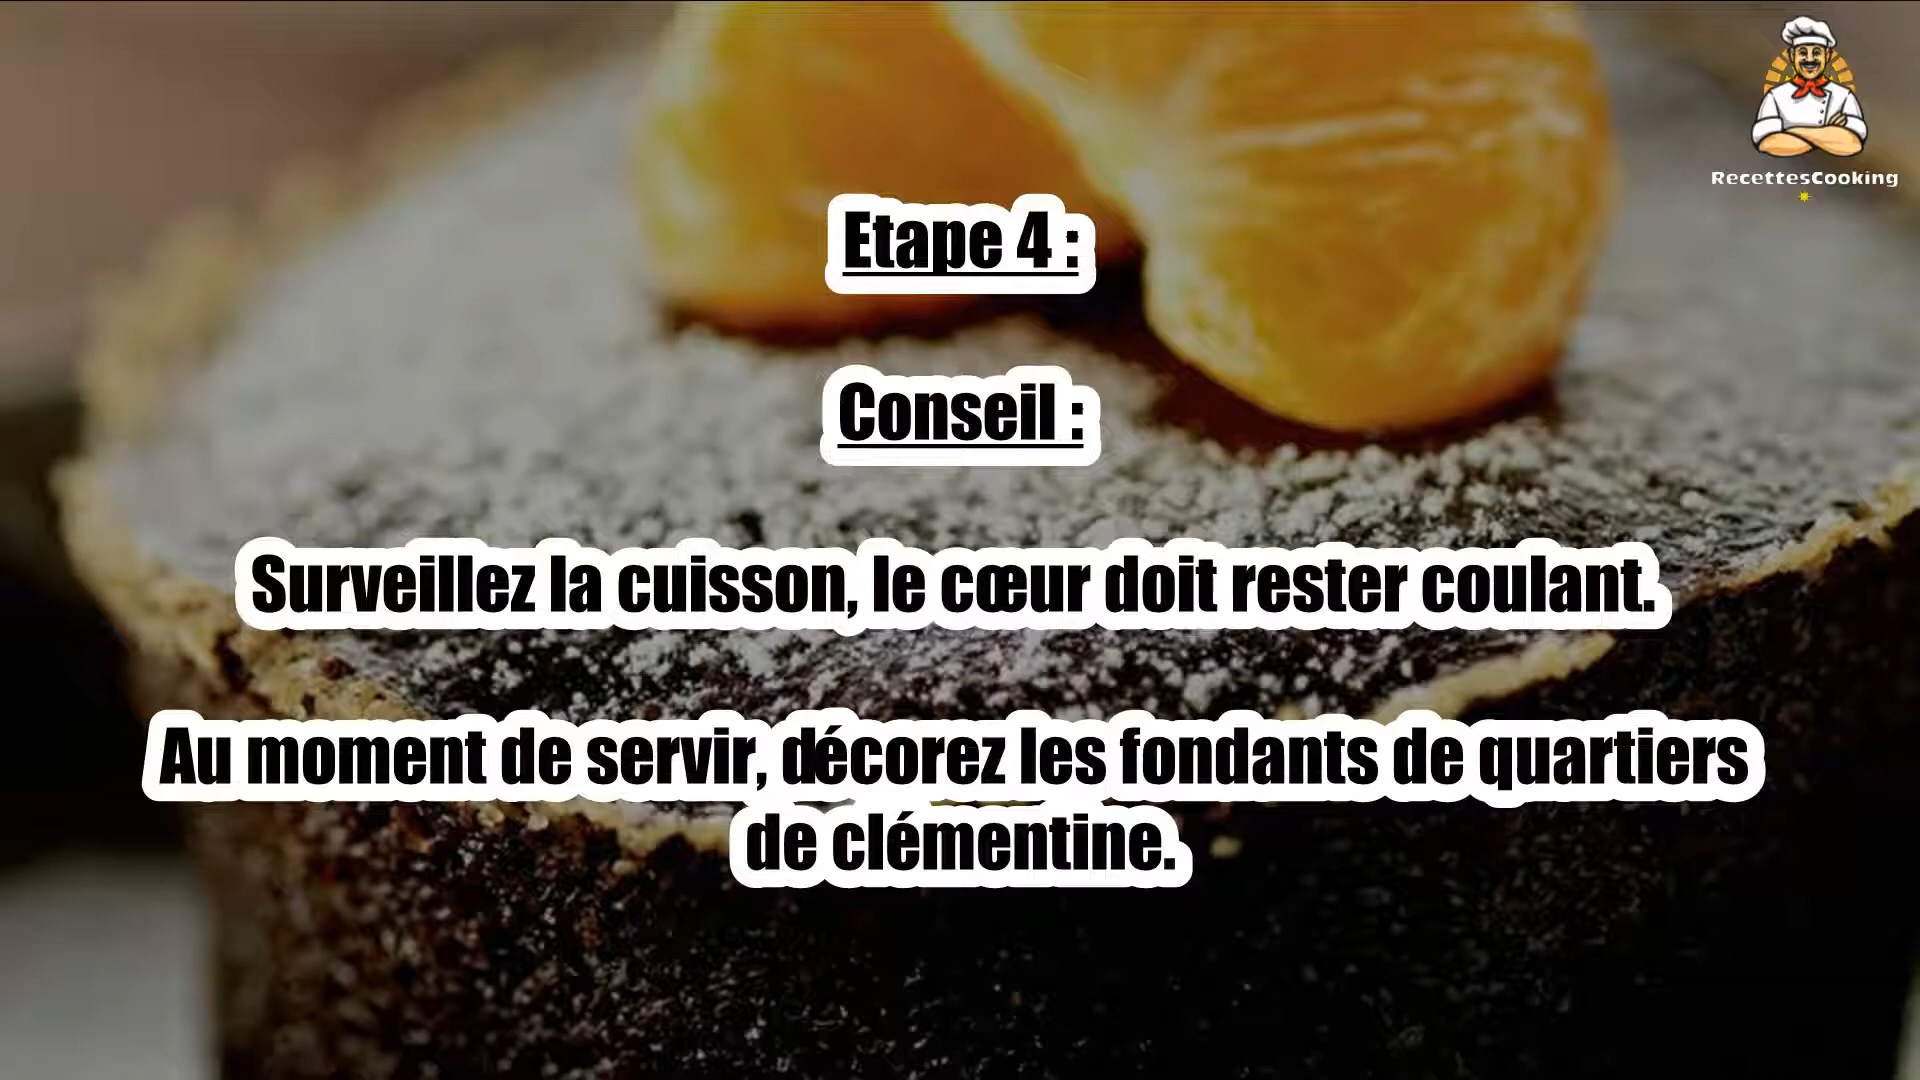 RecettesCooking
Etape 4 :
Conseil :
Surveillez la cuisson, le cœur doit rester coulant.
Au moment de servir, décorez les fondants de quartiers
de clémentine.